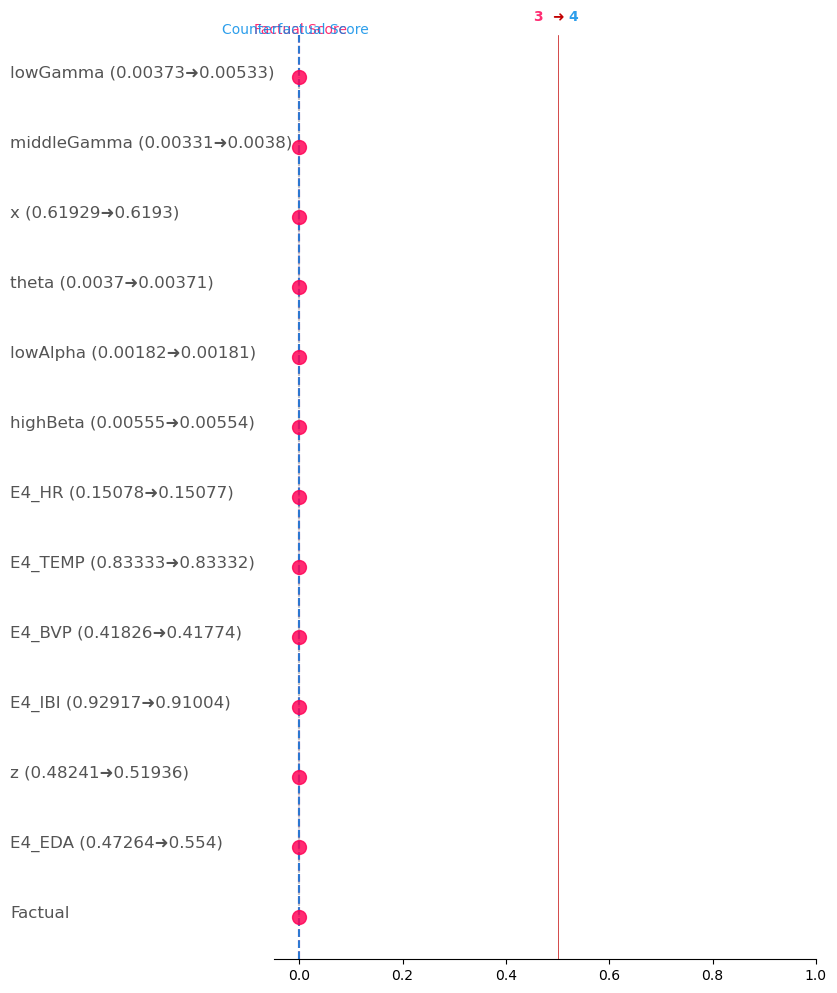 3 ➜ 4
Counterfactual Score
Factual Score
lowGamma (0.00373➜0.00533)
middleGamma (0.00331➜0.0038)
x (0.61929➜0.6193)
theta (0.0037➜0.00371)
lowAlpha (0.00182➜0.00181)
highBeta (0.00555➜0.00554)
E4_HR (0.15078➜0.15077)
E4_TEMP (0.83333➜0.83332)
E4_BVP (0.41826➜0.41774)
E4_IBI (0.92917➜0.91004)
z (0.48241➜0.51936)
E4_EDA (0.47264➜0.554)
Factual
0.0 0.2 0.4 0.6 0.8 1.0